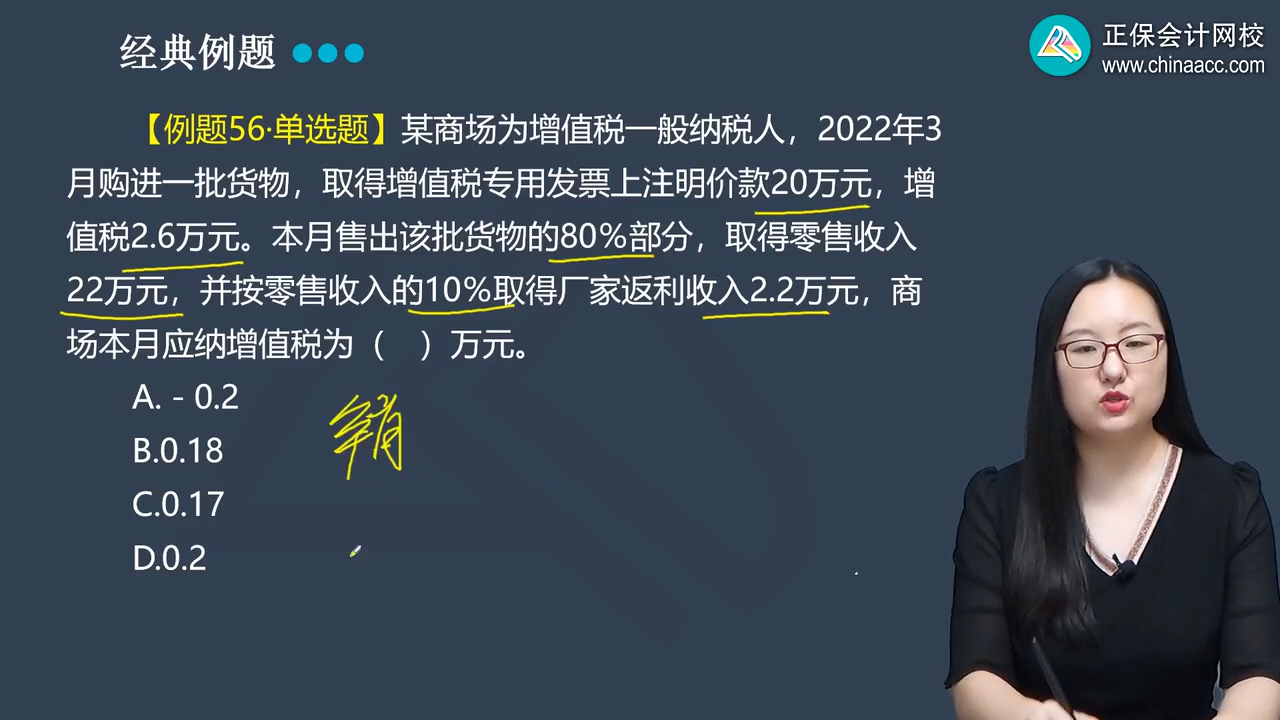 经典例题
正保会计网校
www.chinaacc.com
【例题56·单选题】某商场为增值税一般纳税人，2022年3
月购进一批货物，取得增值税专用发票上注明价款20万元，增
值税2.6万元。本月售出该批货物的80%部分，取得零售收入
22万元，并按零售收入的10%取得厂家返利收入2.2万元，商
场本月应纳增值税为（　）万元。
A.－0.2
B.0.18
C.0.17
D.0.2
销